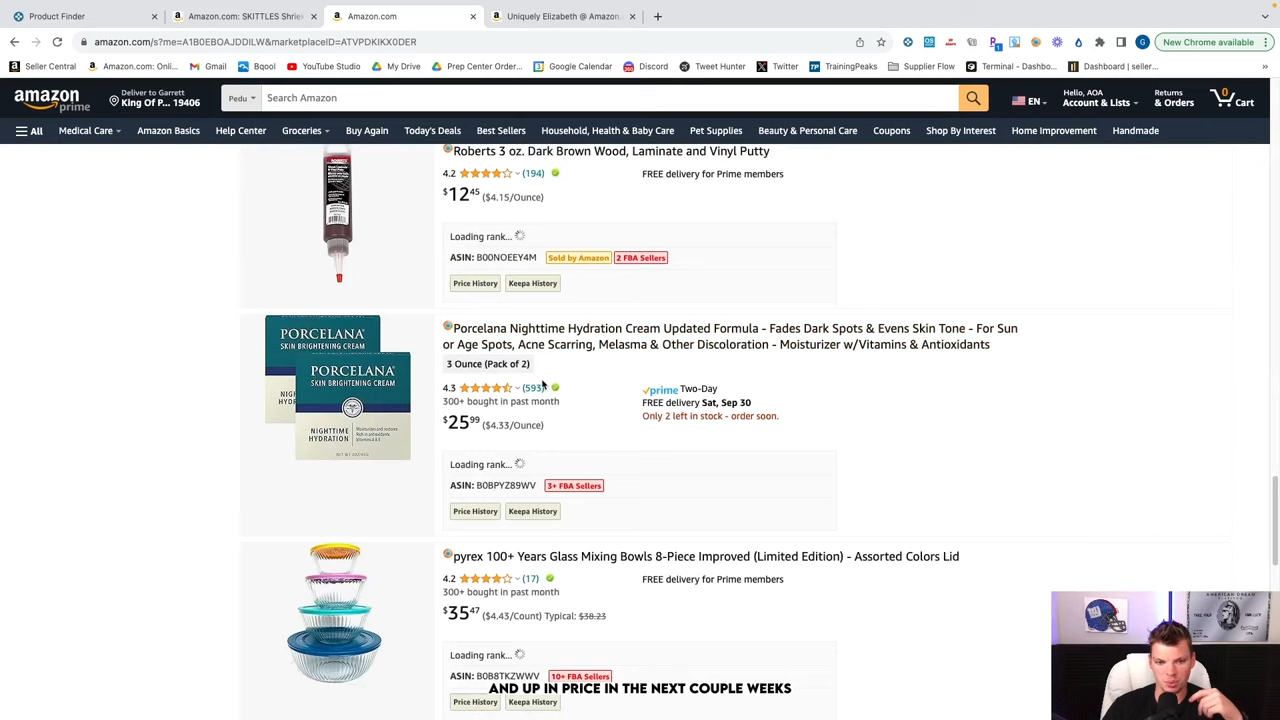 Product Finder
Amazon.com: SKITTLES Shriek
Amazon.com
Uniquely Elizabeth @ Amazon.
amazon.com/s?me=A1B0EBOAJDDILW&marketplaceID=ATVPDKIKX0DER
New Chrome available
Seller Central
Amazon.com: Onli...
Gmail
Bqool
YouTube Studio
My Drive
Prep Center Order...
Google Calendar
Discord
Tweet Hunter
Twitter
TrainingPeaks
Supplier Flow
Terminal - Dashbo...
Dashboard | seller...
amazon
prime
Deliver to Garrett
King Of P... 19406
Pedu
Search Amazon
EN
Hello, AOA
Account & Lists
Returns
& Orders
0
Cart
All
Medical Care
Amazon Basics
Help Center
Groceries
Buy Again
Today's Deals
Best Sellers
Household, Health & Baby Care
Pet Supplies
Beauty & Personal Care
Coupons
Shop By Interest
Home Improvement
Handmade
Roberts 3 oz. Dark Brown Wood, Laminate and Vinyl Putty
4.2 (194)
FREE delivery for Prime members
$12 45 ($4.15/Ounce)
Loading rank...
ASIN: B00NOEEY4M Sold by Amazon 2 FBA Sellers
Price History Keepa History
PORCELANA
SKIN BRIGHTENING CREAM
PORCELANA
SKIN BRIGHTENING CREAM
NIGHTTIME
HYDRATION
Porcelana Nighttime Hydration Cream Updated Formula - Fades Dark Spots & Evens Skin Tone - For Sun
or Age Spots, Acne Scarring, Melasma & Other Discoloration - Moisturizer w/Vitamins & Antioxidants
3 Ounce (Pack of 2)
4.3 (593)
300+ bought in past month
$25 99 ($4.33/Ounce)
prime Two-Day
FREE delivery Sat, Sep 30
Only 2 left in stock - order soon.
Loading rank...
ASIN: B0BPYZ89WV 3+ FBA Sellers
Price History Keepa History
pyrex 100+ Years Glass Mixing Bowls 8-Piece Improved (Limited Edition) - Assorted Colors Lid
4.2 (17)
FREE delivery for Prime members
300+ bought in past month
$35 47 ($4.43/Count) Typical: $38.23
Loading rank...
ASIN: B0B8TKZWWV 10+ FBA Sellers
AND UP IN PRICE IN THE NEXT COUPLE WEEKS
Price History Keepa History